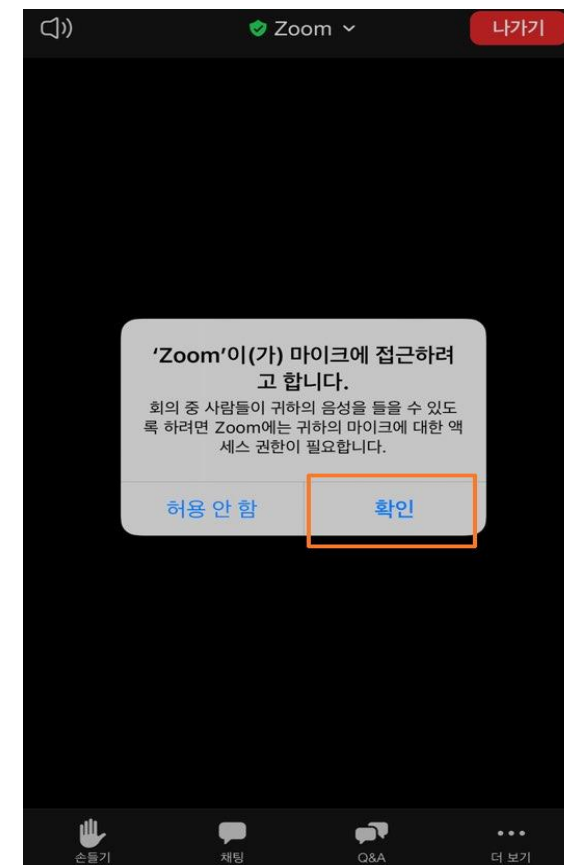 Zoom
나가기
‘Zoom’이(가) 마이크에 접근하려
고 합니다.
회의 중 사람들이 귀하의 음성을 들을 수 있도
록 하려면 Zoom에는 귀하의 마이크에 대한 액
세스 권한이 필요합니다.
허용 안 함
확인
손들기
채팅
Q&A
더 보기